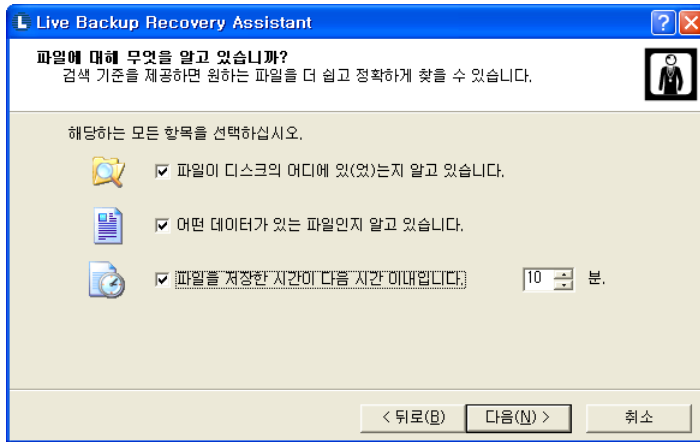 Live Backup Recovery Assistant
파일에 대해 무엇을 알고 있습니까?
검색 기준을 제공하면 원하는 파일을 더 쉽고 정확하게 찾을 수 있습니다.
해당하는 모든 항목을 선택하십시오.
파일이 디스크의 어디에 있(었)는지 알고 있습니다.
어떤 데이터가 있는 파일인지 알고 있습니다.
파일을 저장한 시간이 다음 시간 이내입니다. 10 분.
< 뒤로(B) 다음(N) > 취소